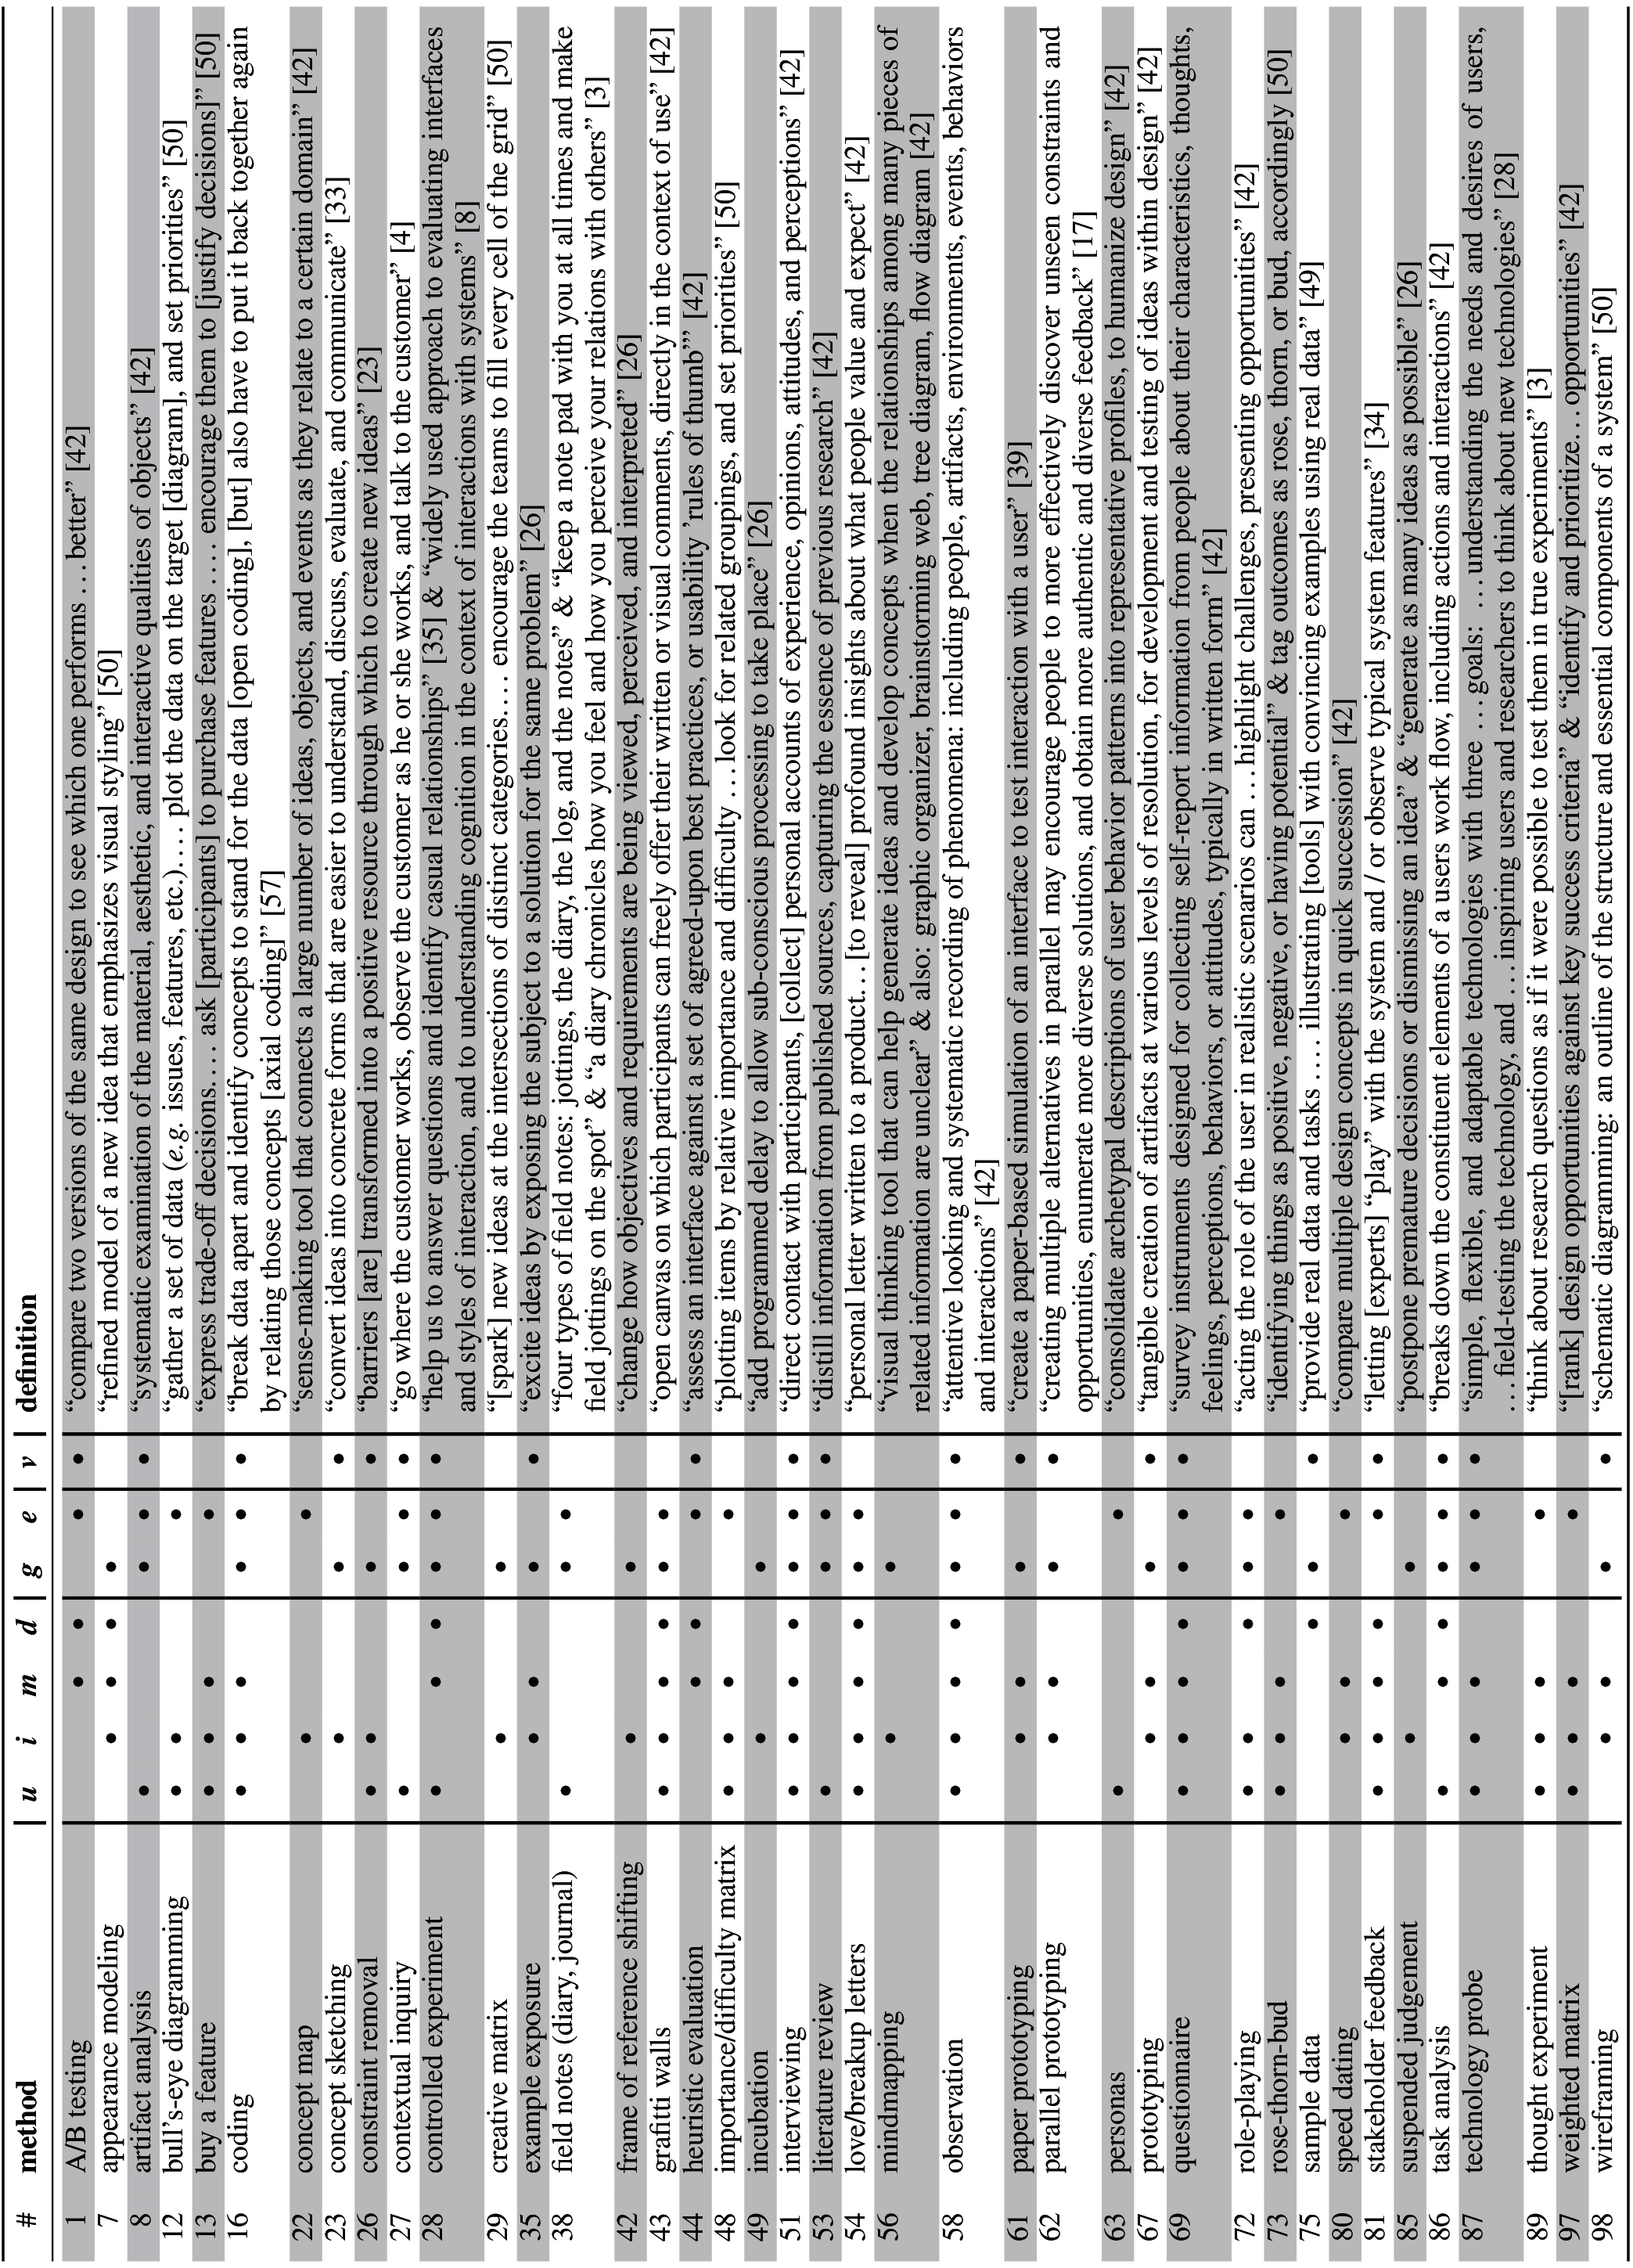 # method u i m d g e v definition
1 A/B testing • • • • “compare two versions of the same design to see which one performs …better” [42]
7 appearance modeling • • • • “refined model of a new idea that emphasizes visual styling” [50]
8 artifact analysis • • • • “systematic examination of the material, aesthetic, and interactive qualities of objects” [42]
12 bull’s-eye diagramming • • • “gather a set of data (e.g. issues, features, etc.)…. plot the data on the target [diagram], and set priorities” [50]
13 buy a feature • • • • “express trade-off decisions…. ask [participants] to purchase features …. encourage them to [justify decisions]” [50]
16 coding • • • • • • “break data apart and identify concepts to stand for the data [open coding], [but] also have to put it back together again
by relating those concepts [axial coding]” [57]
22 concept map • • “sense-making tool that connects a large number of ideas, objects, and events as they relate to a certain domain” [42]
23 concept sketching • • • “convert ideas into concrete forms that are easier to understand, discuss, evaluate, and communicate” [33]
26 constraint removal • • • • “barriers [are] transformed into a positive resource through which to create new ideas” [23]
27 contextual inquiry • • • • “go where the customer works, observe the customer as he or she works, and talk to the customer” [4]
28 controlled experiment • • • • • • “help us to answer questions and identify casual relationships” [35] & “widely used approach to evaluating interfaces
and styles of interaction, and to understanding cognition in the context of interactions with systems” [8]
29 creative matrix • • “[spark] new ideas at the intersections of distinct categories…. encourage the teams to fill every cell of the grid” [50]
35 example exposure • • • • “excite ideas by exposing the subject to a solution for the same problem” [26]
38 field notes (diary, journal) • • • “four types of field notes: jottings, the diary, the log, and the notes” & “keep a note pad with you at all times and make
field jottings on the spot” & “a diary chronicles how you feel and how you perceive your relations with others” [3]
42 frame of reference shifting • • “change how objectives and requirements are being viewed, perceived, and interpreted” [26]
43 grafitti walls • • • • • • “open canvas on which participants can freely offer their written or visual comments, directly in the context of use” [42]
44 heuristic evaluation • • • • “assess an interface against a set of agreed-upon best practices, or usability ’rules of thumb”’ [42]
48 importance/difficulty matrix • • • • “plotting items by relative importance and difficulty …look for related groupings, and set priorities” [50]
49 incubation • • “add programmed delay to allow sub-conscious processing to take place” [26]
51 interviewing • • • • • • • “direct contact with participants, [collect] personal accounts of experience, opinions, attitudes, and perceptions” [42]
53 literature review • • • • “distill information from published sources, capturing the essence of previous research” [42]
54 love/breakup letters • • • • • • “personal letter written to a product…[to reveal] profound insights about what people value and expect” [42]
56 mindmapping • • “visual thinking tool that can help generate ideas and develop concepts when the relationships among many pieces of
related information are unclear” & also: graphic organizer, brainstorming web, tree diagram, flow diagram [42]
58 observation • • • • • • • “attentive looking and systematic recording of phenomena: including people, artifacts, environments, events, behaviors
and interactions” [42]
61 paper prototyping • • • • “create a paper-based simulation of an interface to test interaction with a user” [39]
62 parallel prototyping • • • • “creating multiple alternatives in parallel may encourage people to more effectively discover unseen constraints and
opportunities, enumerate more diverse solutions, and obtain more authentic and diverse feedback” [17]
63 personas • • “consolidate archetypal descriptions of user behavior patterns into representative profiles, to humanize design” [42]
67 prototyping • • • • “tangible creation of artifacts at various levels of resolution, for development and testing of ideas within design” [42]
69 questionnaire • • • • • • • “survey instruments designed for collecting self-report information from people about their characteristics, thoughts,
feelings, perceptions, behaviors, or attitudes, typically in written form” [42]
72 role-playing • • • • • “acting the role of the user in realistic scenarios can …highlight challenges, presenting opportunities” [42]
73 rose-thorn-bud • • • • “identifying things as positive, negative, or having potential” & tag outcomes as rose, thorn, or bud, accordingly [50]
75 sample data • • • “provide real data and tasks …. illustrating [tools] with convincing examples using real data” [49]
80 speed dating • • • “compare multiple design concepts in quick succession” [42]
81 stakeholder feedback • • • • • • “letting [experts] “play” with the system and / or observe typical system features” [34]
85 suspended judgement • • “postpone premature decisions or dismissing an idea” & “generate as many ideas as possible” [26]
86 task analysis • • • • • • “breaks down the constituent elements of a users work flow, including actions and interactions” [42]
87 technology probe • • • • • • “simple, flexible, and adaptable technologies with three …goals: …understanding the needs and desires of users,
…field-testing the technology, and …inspiring users and researchers to think about new technologies” [28]
89 thought experiment • • • • “think about research questions as if it were possible to test them in true experiments” [3]
97 weighted matrix • • • • “[rank] design opportunities against key success criteria” & “identify and prioritize…opportunities” [42]
98 wireframing • • • • “schematic diagramming: an outline of the structure and essential components of a system” [50]